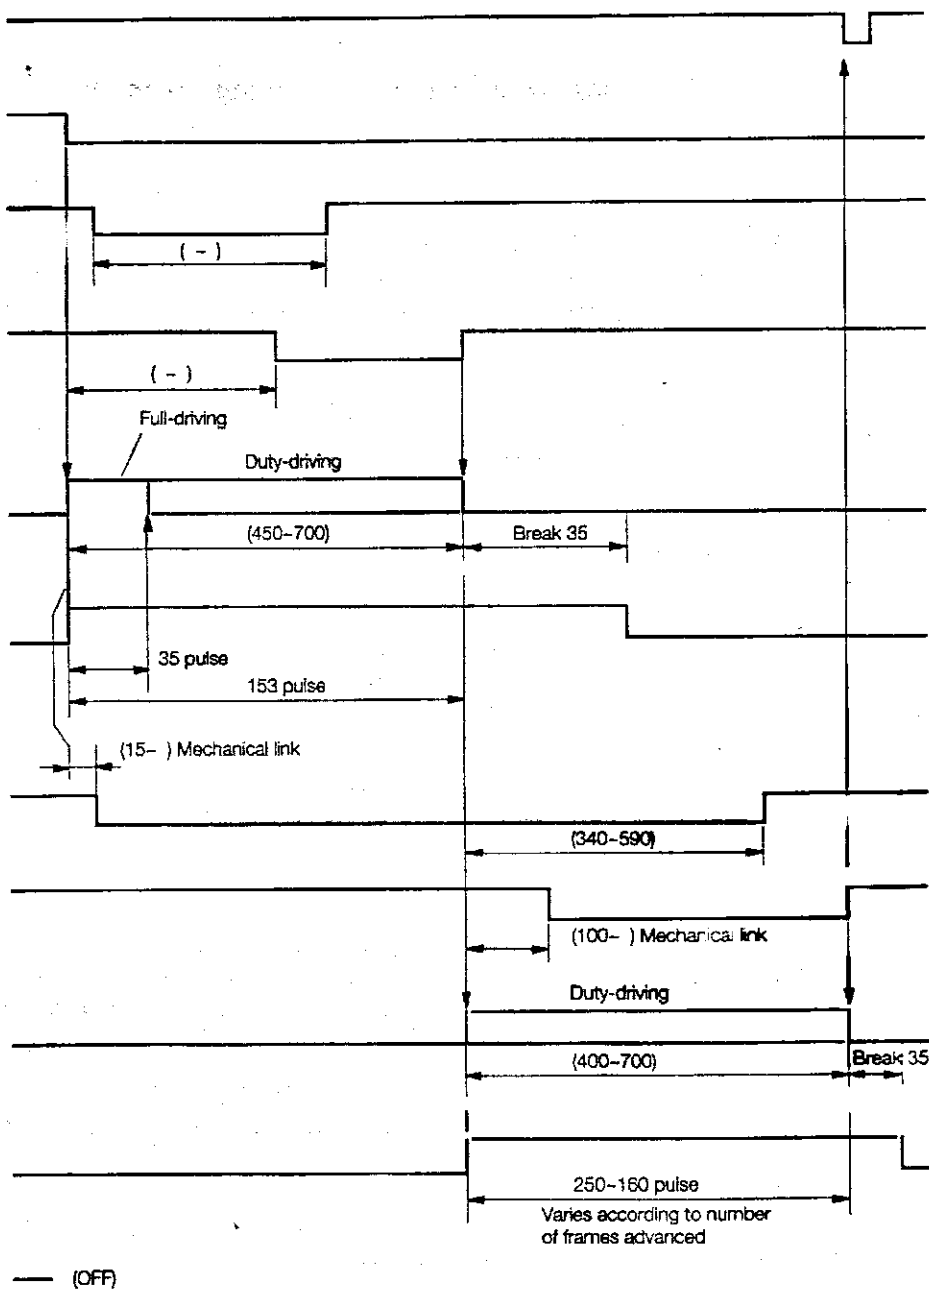 ( - )
( - )
Full-driving
Duty-driving
(450~700)
Break 35
35 pulse
153 pulse
(15- ) Mechanical link
(340~590)
(100- ) Mechanical link
Duty-driving
(400~700)
Break 35
250~160 pulse
Varies according to number
of frames advanced
(OFF)